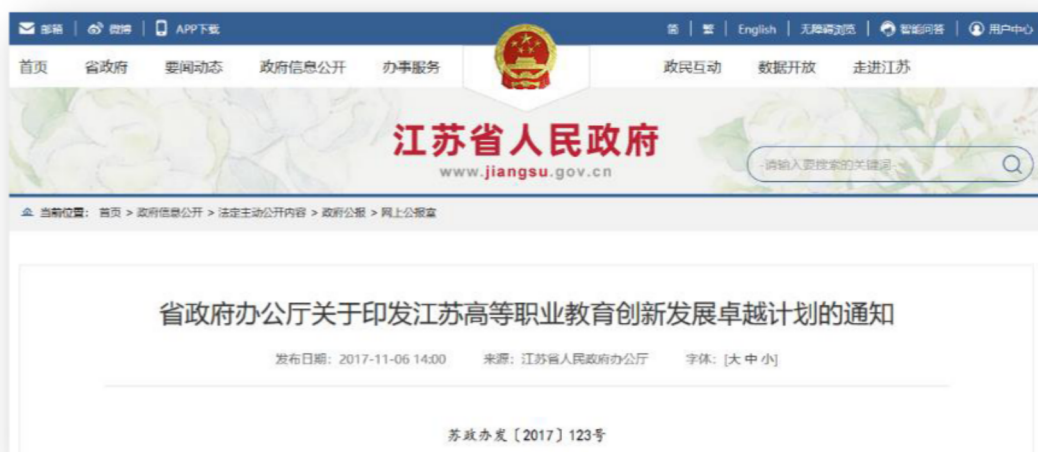 邮箱 | 微博 | APP下载 简 | 繁 | English | 无障碍浏览 | 智能问答 | 用户中心
首页 省政府 要闻动态 政府信息公开 办事服务 政民互动 数据开放 走进江苏
江苏省人民政府
www.jiangsu.gov.cn
-请输入要搜索的关键词-
当前位置： 首页 > 政府信息公开 > 法定主动公开内容 > 政府公报 > 网上公报室
省政府办公厅关于印发江苏高等职业教育创新发展卓越计划的通知
发布日期：2017-11-06 14:00 来源：江苏省人民政府办公厅 字体：[大 中 小]
苏政办发〔2017〕123号